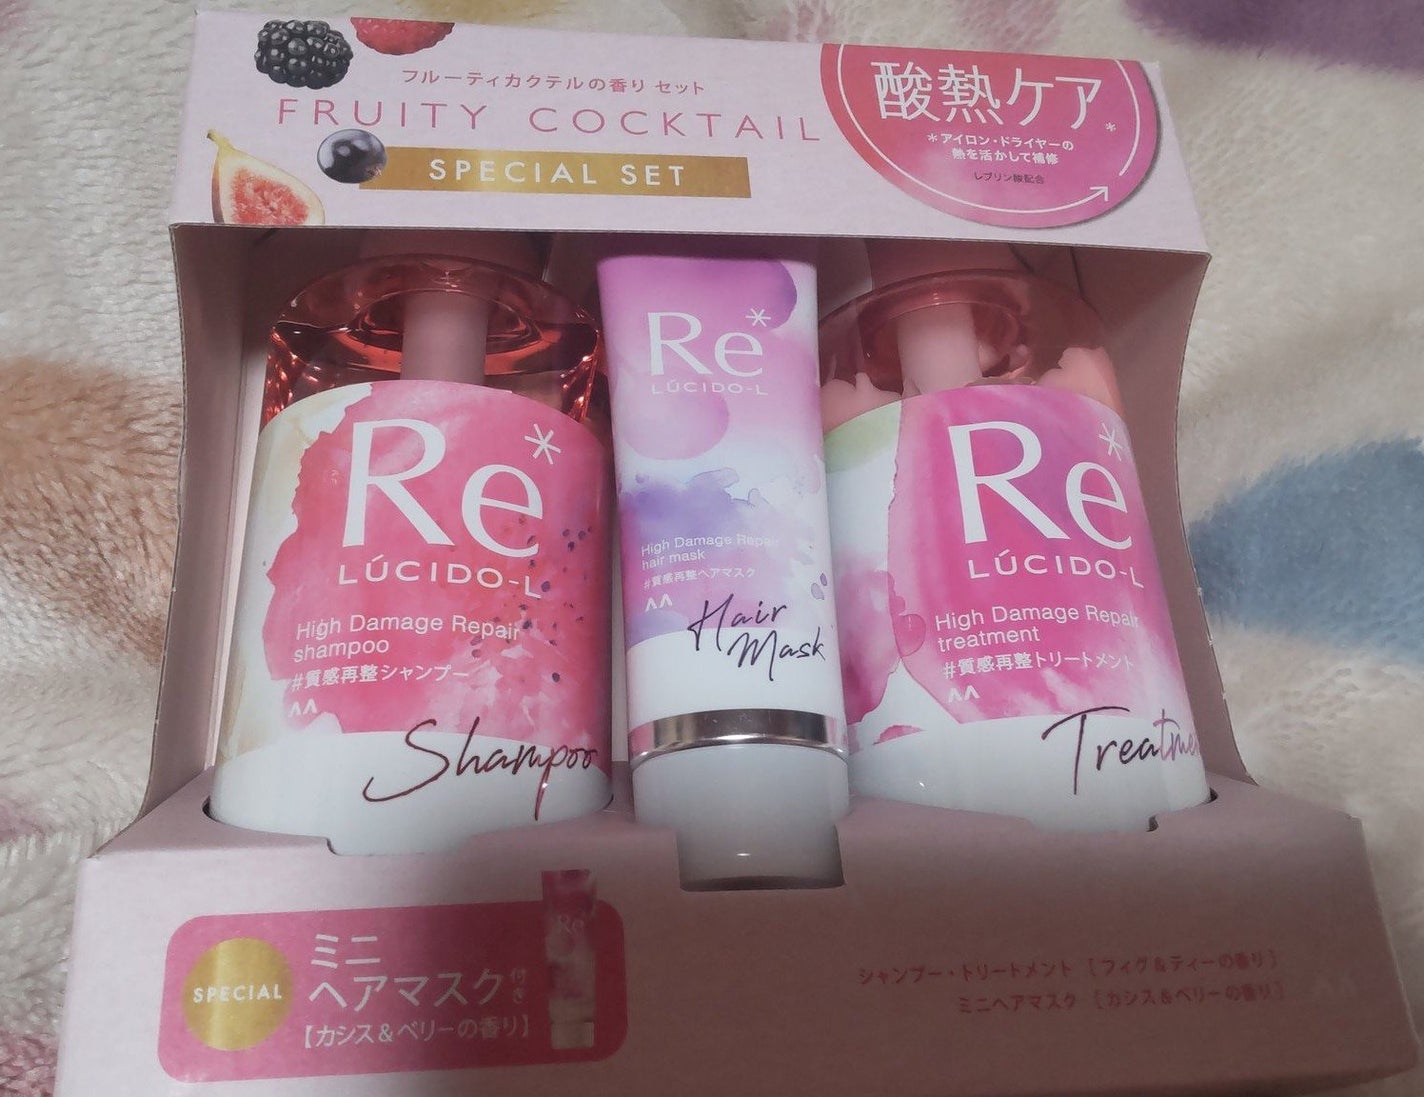 フルーティカクテルの香り セット
FRUITY COCKTAIL
SPECIAL SET
酸熱ケア*
*アイロン・ドライヤーの
熱を活かして補修
レブリン酸配合
Re*
LÚCIDO-L
High Damage Repair
shampoo
#質感再整シャンプー
^^
Shampoo
Re*
LÚCIDO-L
High Damage Repair
hair mask
#質感再整ヘアマスク
^^
Hair
Mask
Re*
LÚCIDO-L
High Damage Repair
treatment
#質感再整トリートメント
^^
Treatme
SPECIAL
ミニ
ヘアマスク付き
【カシス&ベリーの香り】
Re
シャンプー・トリートメント 【フィグ&ティーの香り】
ミニヘアマスク 【カシス&ベリーの香り】
^^